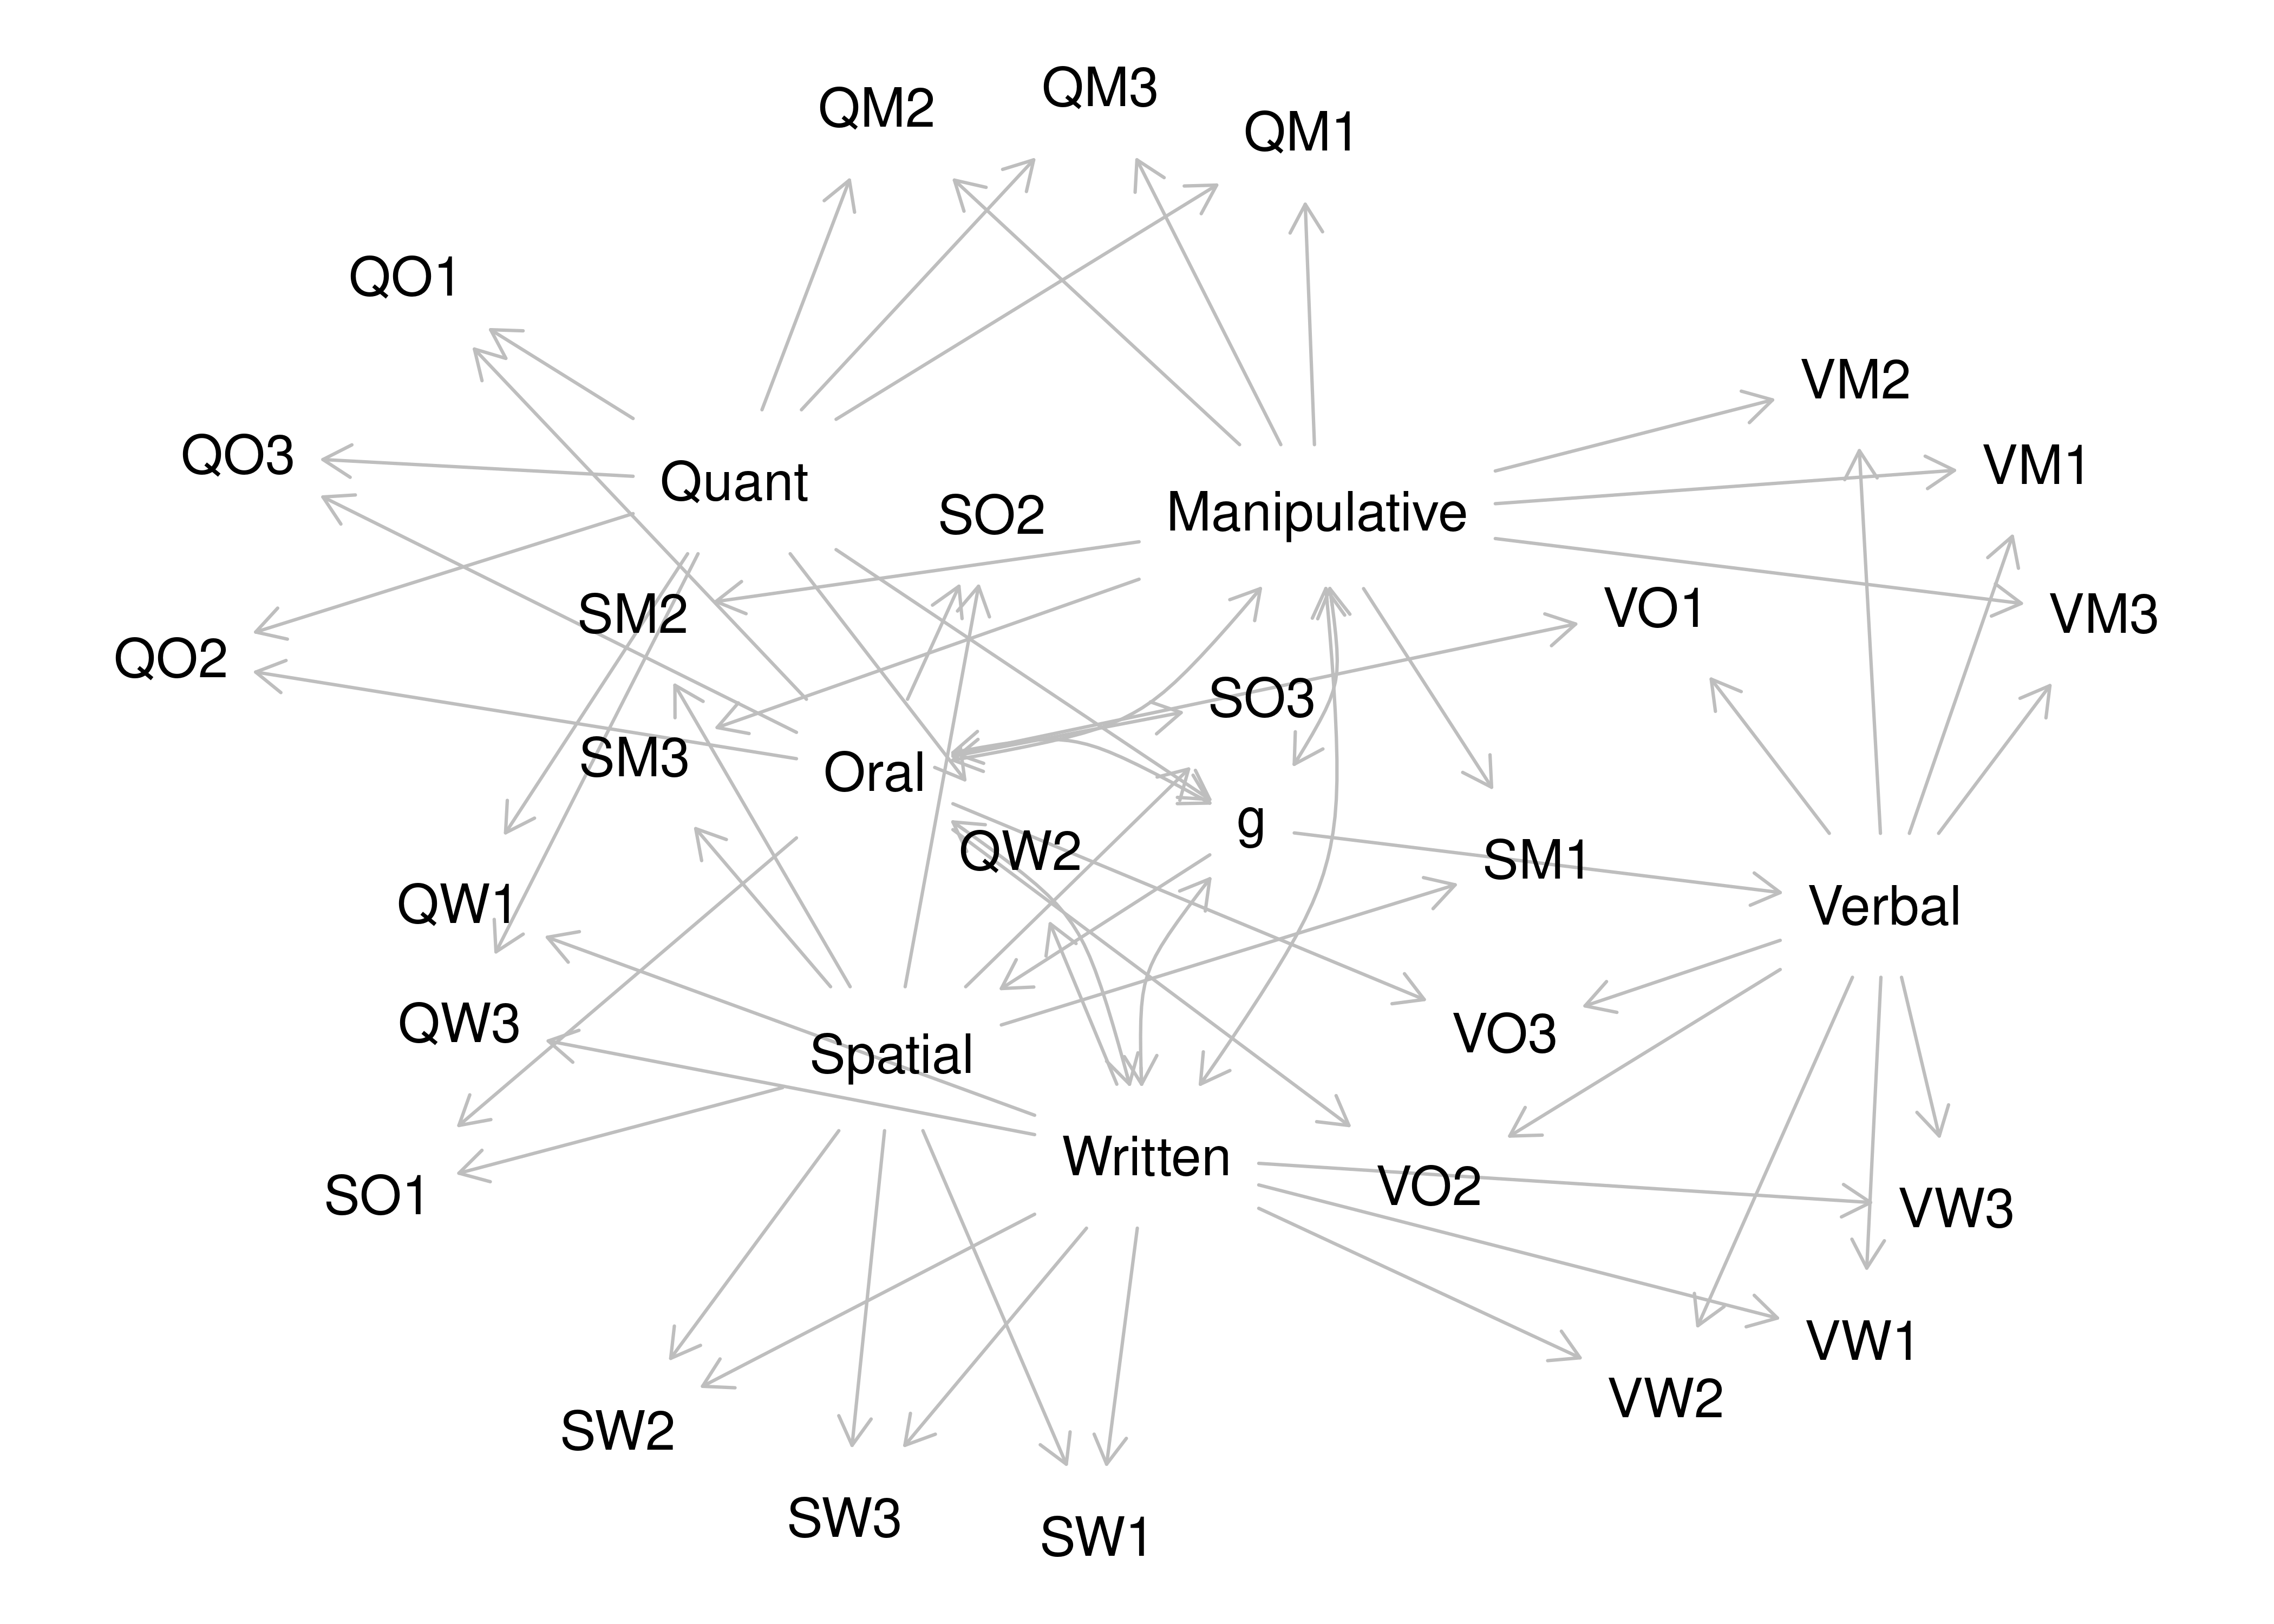 QM3
QM2
QM1
QO1
VM2
QO3
VM1
Quant
SO2
Manipulative
SM2
VO1
VM3
QO2
SO3
SM3
Oral
g
QW2
SM1
QW1
Verbal
QW3
VO3
Spatial
Written
VO2
SO1
VW3
VW1
VW2
SW2
SW3
SW1